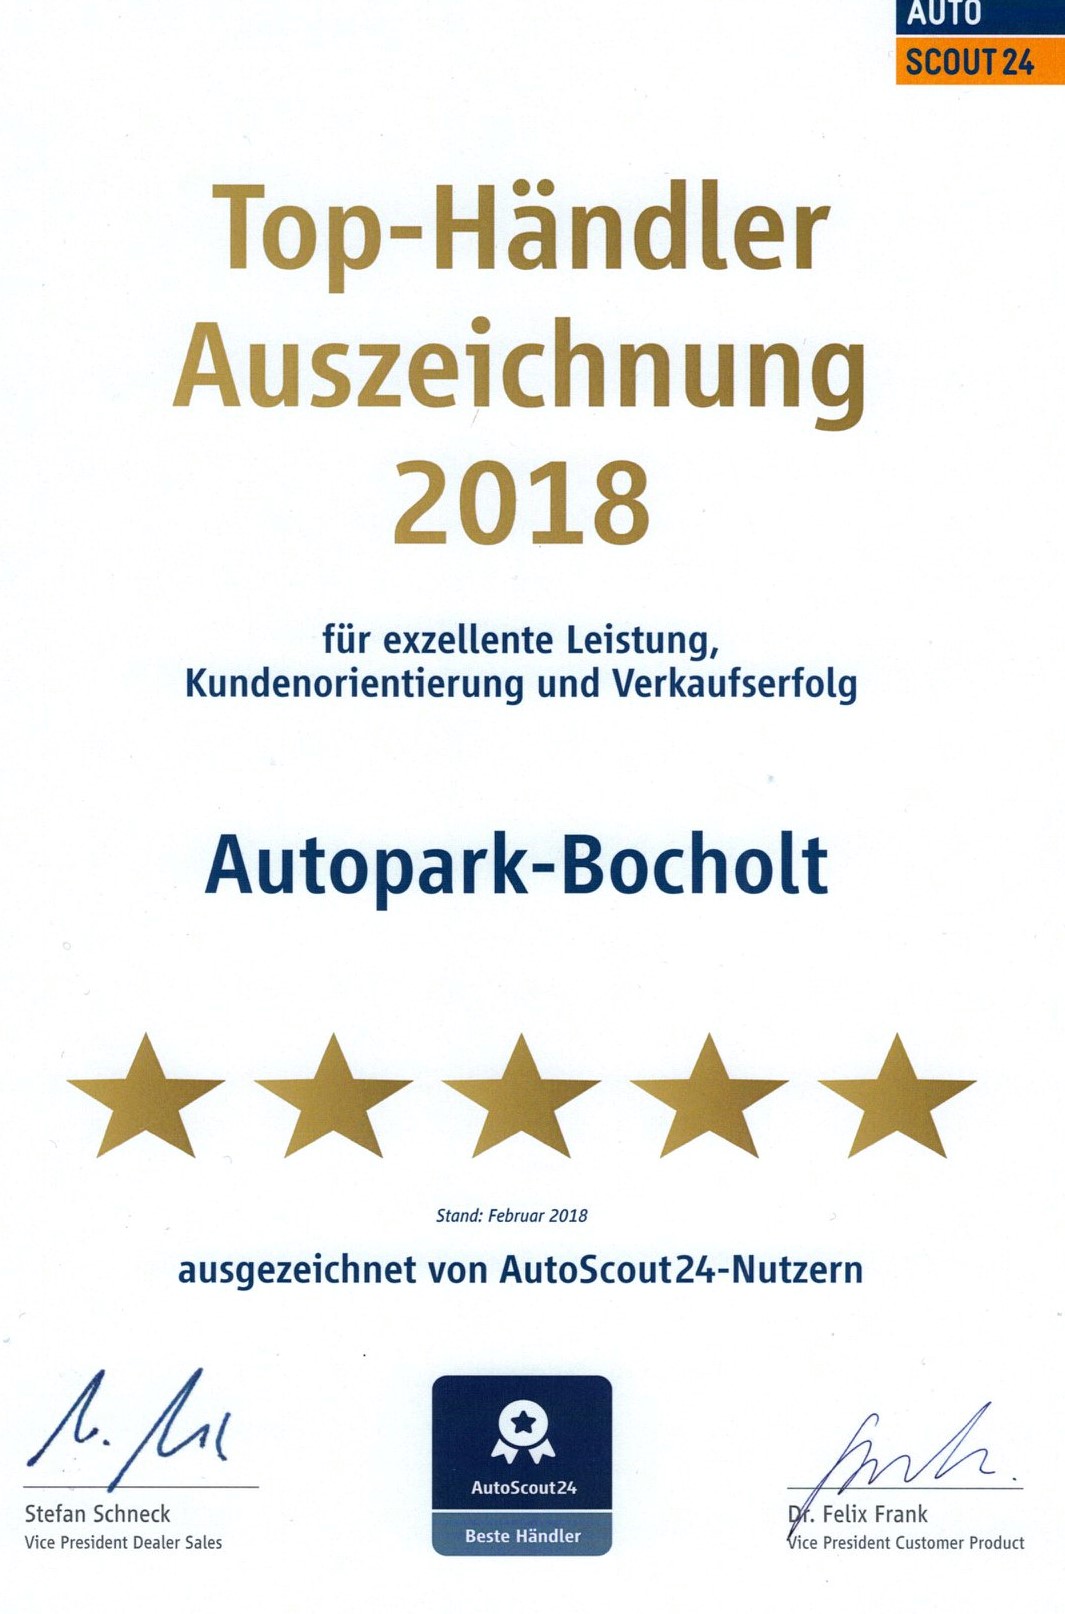 AUTO
SCOUT24
Top-Händler
Auszeichnung
2018
für exzellente Leistung,
Kundenorientierung und Verkaufserfolg
Autopark-Bocholt
Stand: Februar 2018
ausgezeichnet von AutoScout24-Nutzern
AutoScout24
Beste Händler
Stefan Schneck
Vice President Dealer Sales
Dr. Felix Frank
Vice President Customer Product